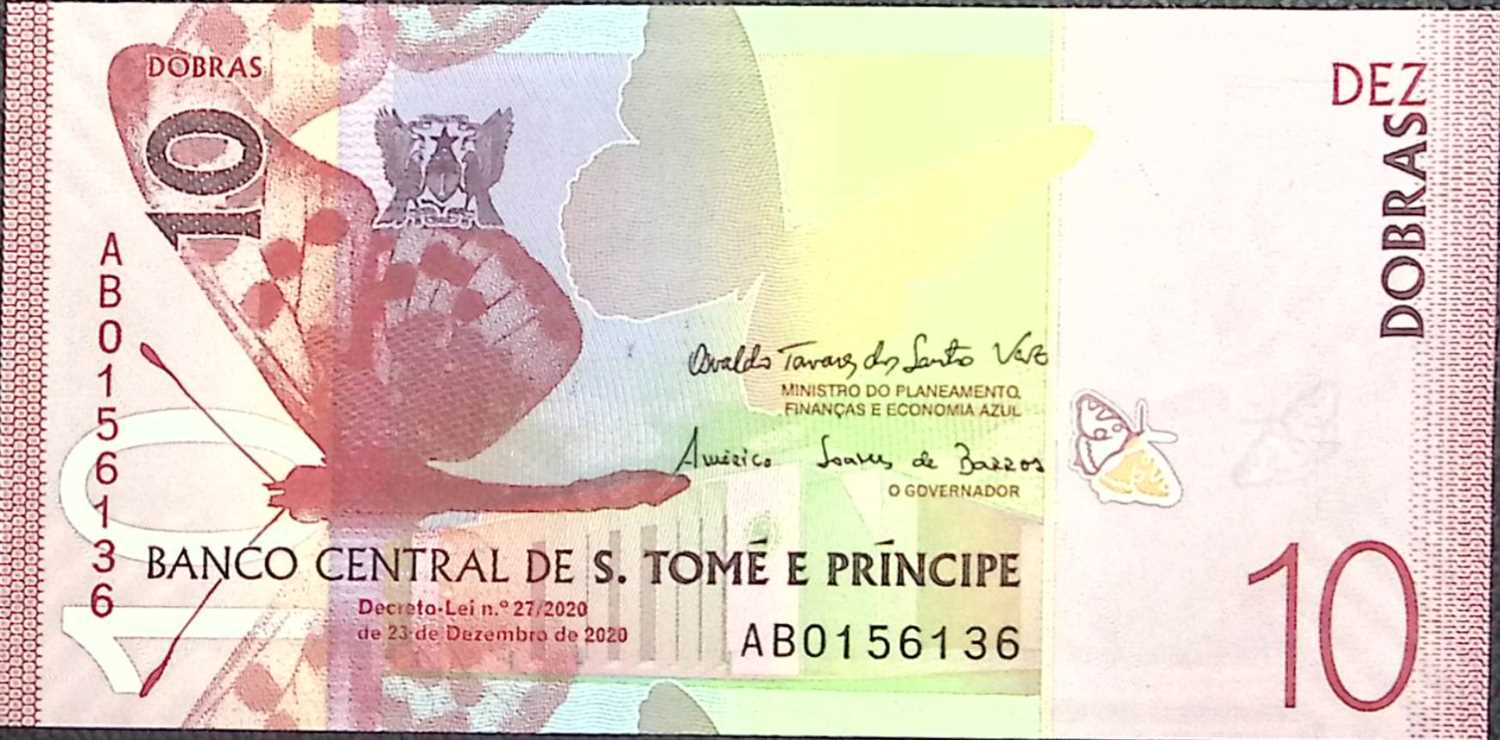 DOBRAS
10
DEZ
DOBRAS
AB0156136
Osvaldo Tavares dos Santos Vaz
MINISTRO DO PLANEAMENTO,
FINANÇAS E ECONOMIA AZUL
Américo Soares de Barros
O GOVERNADOR
10
BANCO CENTRAL DE S. TOMÉ E PRÍNCIPE
Decreto-Lei n.º 27/2020
de 23 de Dezembro de 2020
AB0156136
10